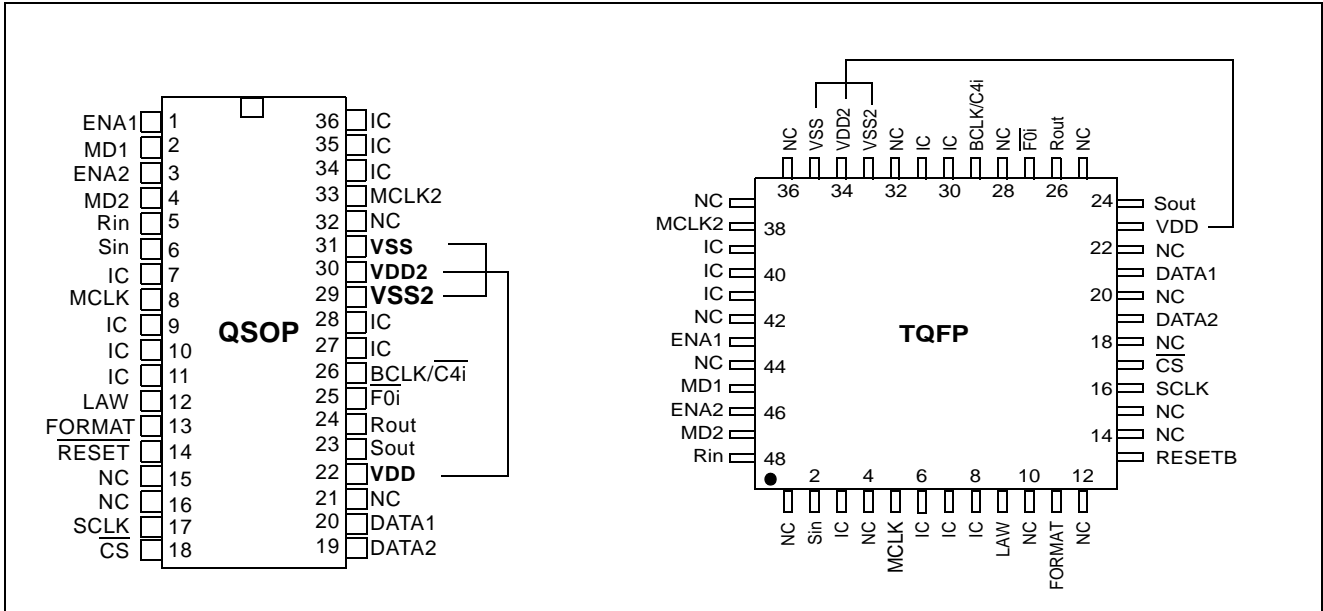 QSOP
ENA1 1
MD1 2
ENA2 3
MD2 4
Rin 5
Sin 6
IC 7
MCLK 8
IC 9
IC 10
IC 11
LAW 12
FORMAT 13
RESET 14
NC 15
NC 16
SCLK 17
CS 18
36 IC
35 IC
34 IC
33 MCLK2
32 NC
31 VSS
30 VDD2
29 VSS2
28 IC
27 IC
26 BCLK/C4i
25 F0i
24 Rout
23 Sout
22 VDD
21 NC
20 DATA1
19 DATA2
NC VSS VDD2 VSS2 NC IC IC BCLK/C4i NC F0i Rout NC
36 34 32 30 28 26
NC
MCLK2 38
IC
IC 40
IC
NC 42
ENA1
NC 44
MD1
ENA2 46
MD2
Rin 48
TQFP
24 Sout
VDD
22 NC
DATA1
20 NC
DATA2
18 NC
CS
16 SCLK
NC
14 NC
RESETB
2 4 6 8 10 12
NC Sin IC NC MCLK IC IC IC LAW NC FORMAT NC